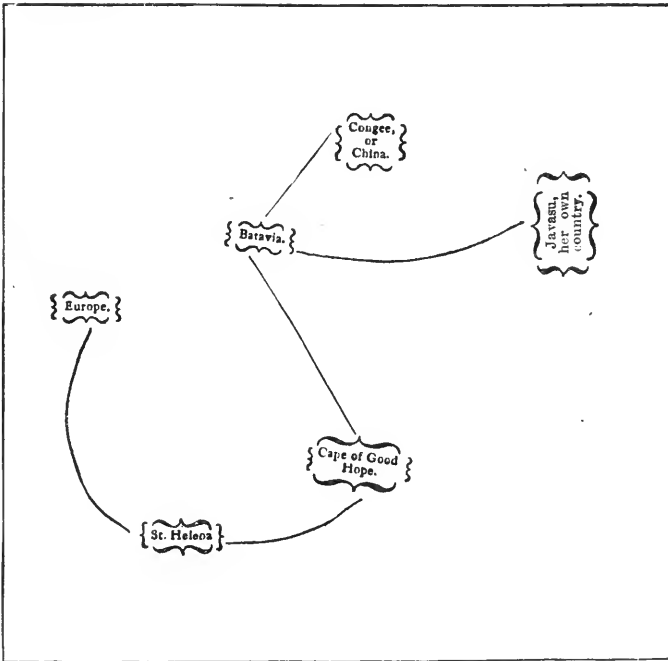 Congee,
or
China.
Javasu,
her own
country.
Batavia.
Europe.
Cape of Good
Hope.
St. Helena